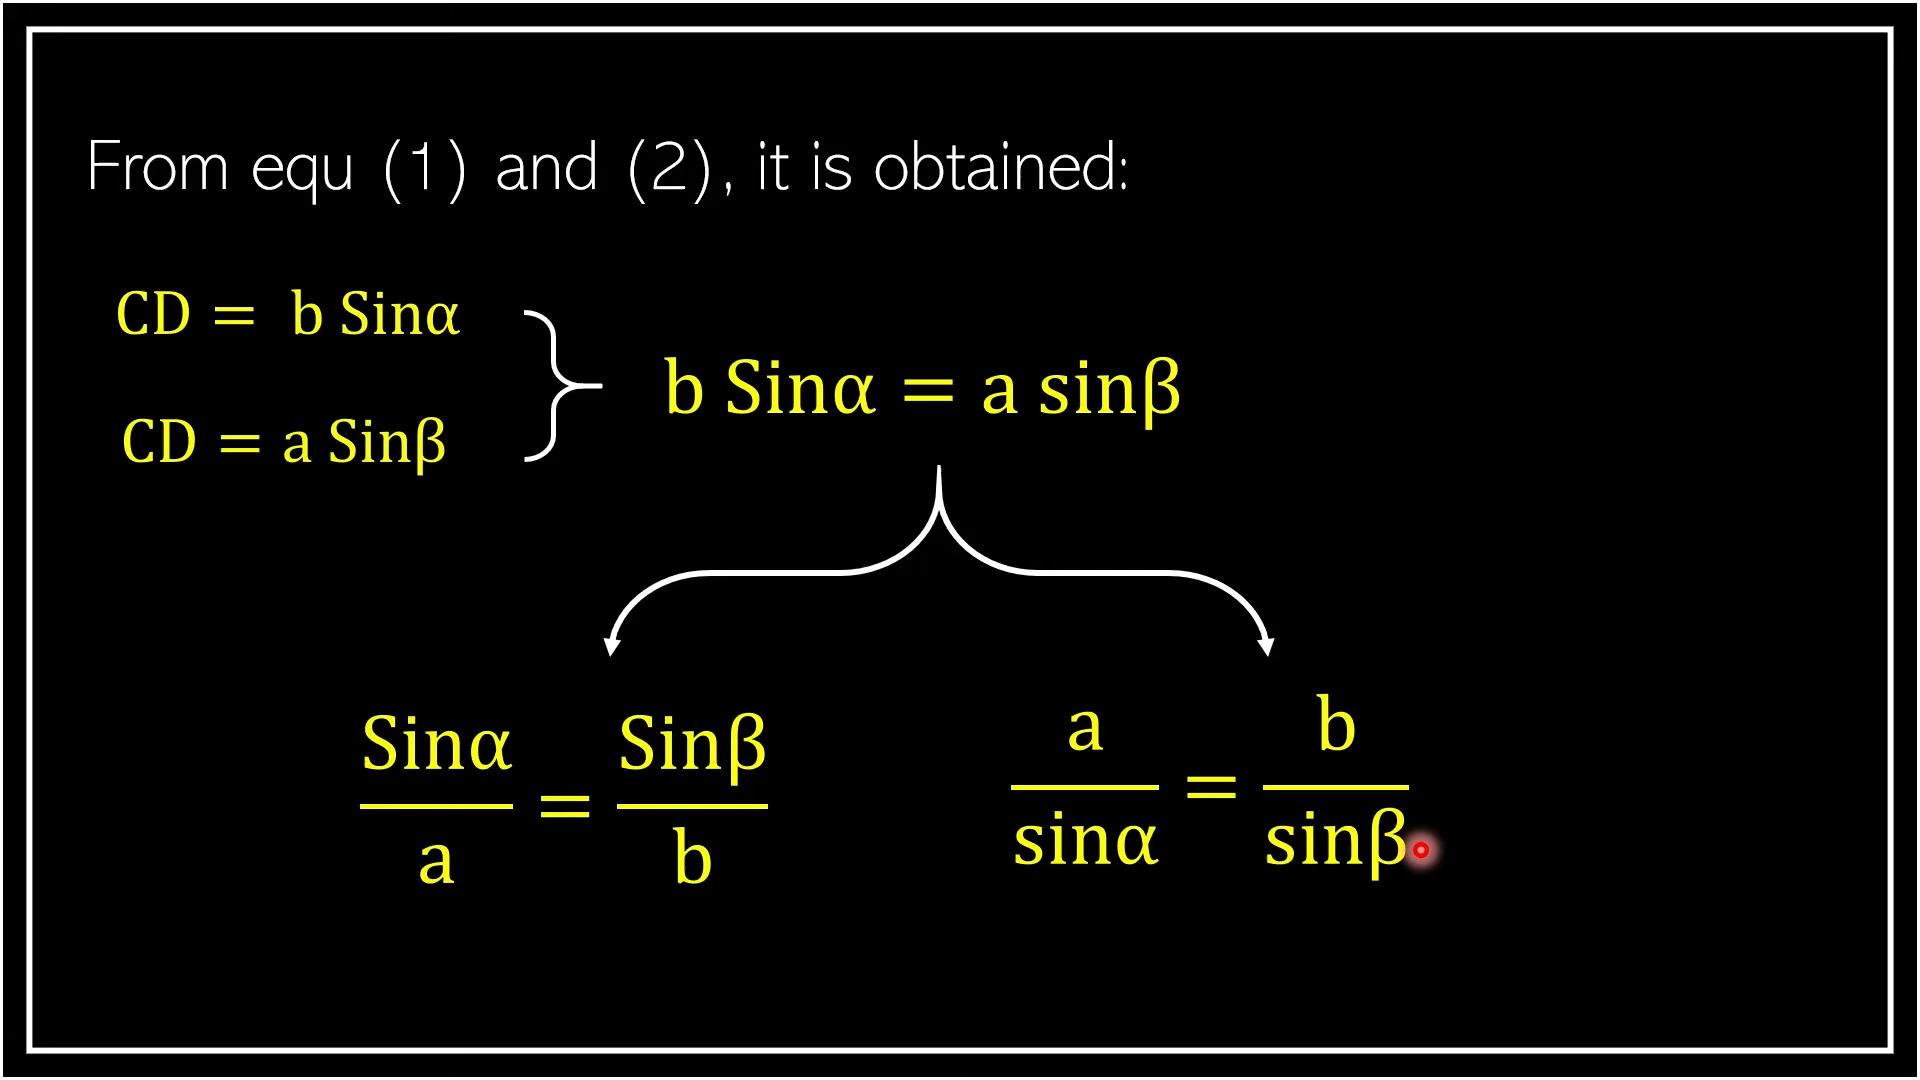 From equ (1) and (2), it is obtained:
CD = b Sinα
CD = a Sinβ
b Sinα = a sinβ
Sinα/a = Sinβ/b
a/sinα = b/sinβ